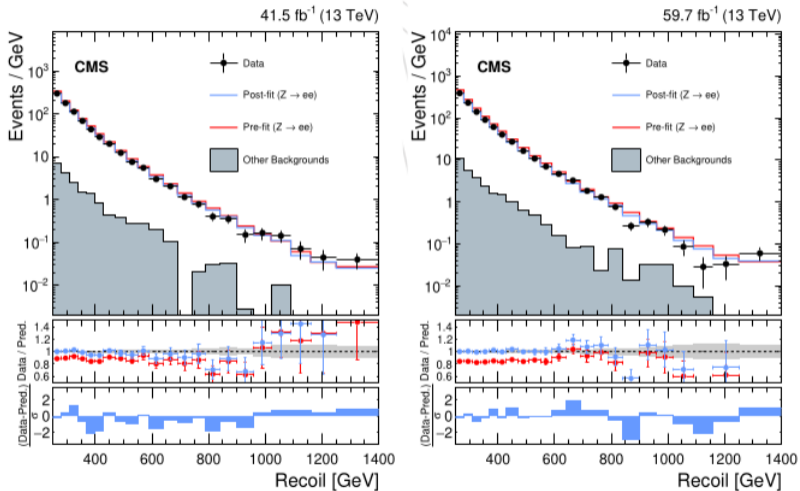 41.5 fb⁻¹ (13 TeV)
Events / GeV
10³
10²
10
1
10⁻¹
10⁻²
CMS
Data
Post-fit (Z → ee)
Pre-fit (Z → ee)
Other Backgrounds
Data / Pred.
1.4
1.2
1
0.8
0.6
(Data-Pred.)
σ
2
0
−2
400 600 800 1000 1200 1400
Recoil [GeV]
59.7 fb⁻¹ (13 TeV)
Events / GeV
10⁴
10³
10²
10
1
10⁻¹
10⁻²
CMS
Data
Post-fit (Z → ee)
Pre-fit (Z → ee)
Other Backgrounds
Data / Pred.
1.4
1.2
1
0.8
0.6
(Data-Pred.)
σ
2
0
−2
400 600 800 1000 1200 1400
Recoil [GeV]